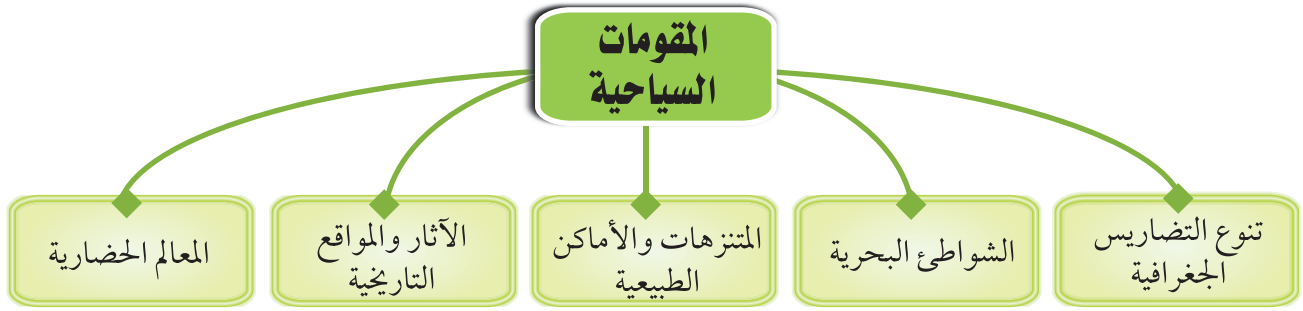 المقومات
السياحية
تنوع التضاريس
الجغرافية
الشواطئ البحرية
المتنزهات والأماكن
الطبيعية
الآثار والمواقع
التاريخية
المعالم الحضارية